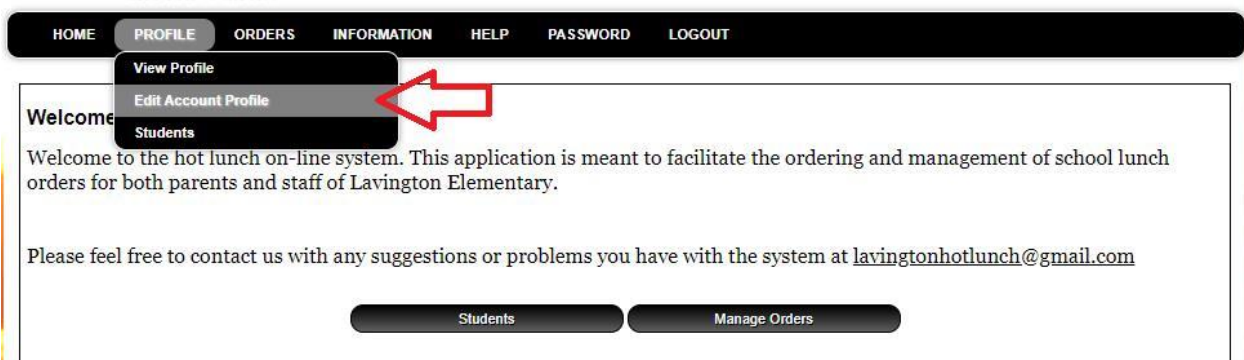 HOME PROFILE ORDERS INFORMATION HELP PASSWORD LOGOUT
View Profile
Edit Account Profile
Students
Welcome
Welcome to the hot lunch on-line system. This application is meant to facilitate the ordering and management of school lunch
orders for both parents and staff of Lavington Elementary.
Please feel free to contact us with any suggestions or problems you have with the system at lavingtonhotlunch@gmail.com
Students Manage Orders